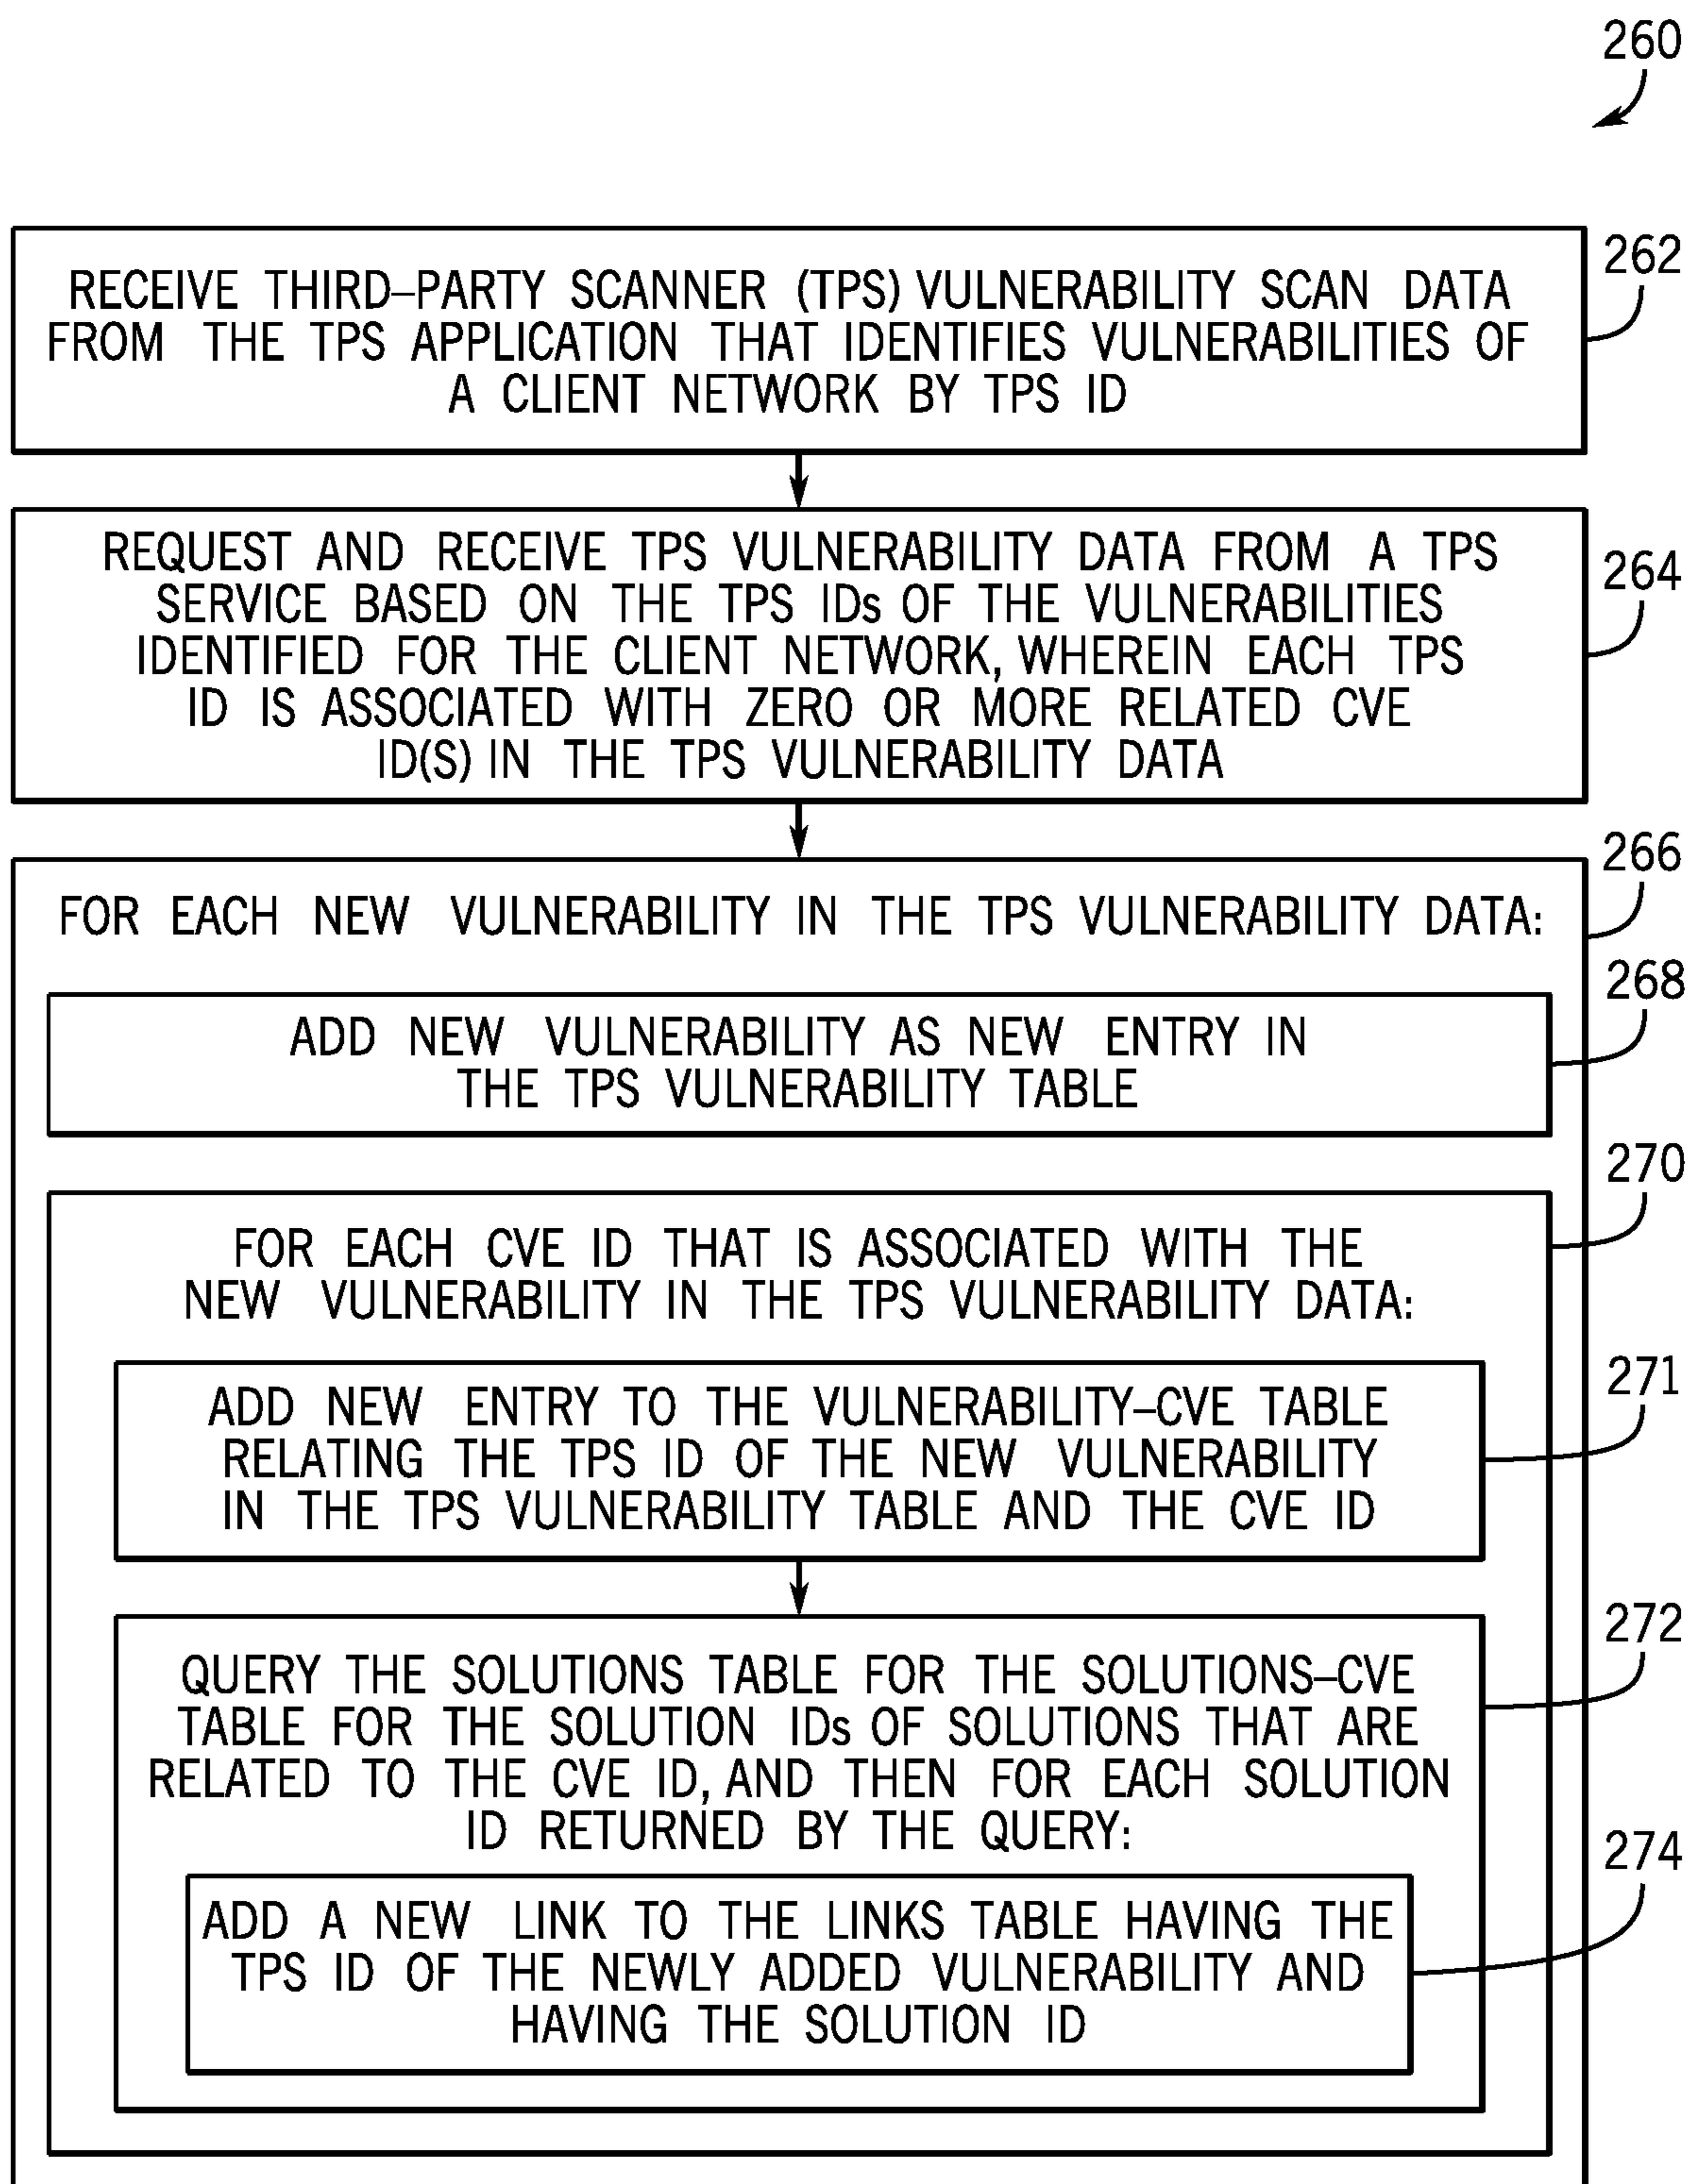 260
262
RECEIVE THIRD–PARTY SCANNER (TPS) VULNERABILITY SCAN DATA
FROM THE TPS APPLICATION THAT IDENTIFIES VULNERABILITIES OF
A CLIENT NETWORK BY TPS ID
264
REQUEST AND RECEIVE TPS VULNERABILITY DATA FROM A TPS
SERVICE BASED ON THE TPS IDs OF THE VULNERABILITIES
IDENTIFIED FOR THE CLIENT NETWORK, WHEREIN EACH TPS
ID IS ASSOCIATED WITH ZERO OR MORE RELATED CVE
ID(S) IN THE TPS VULNERABILITY DATA
266
FOR EACH NEW VULNERABILITY IN THE TPS VULNERABILITY DATA:
268
ADD NEW VULNERABILITY AS NEW ENTRY IN
THE TPS VULNERABILITY TABLE
270
FOR EACH CVE ID THAT IS ASSOCIATED WITH THE
NEW VULNERABILITY IN THE TPS VULNERABILITY DATA:
271
ADD NEW ENTRY TO THE VULNERABILITY–CVE TABLE
RELATING THE TPS ID OF THE NEW VULNERABILITY
IN THE TPS VULNERABILITY TABLE AND THE CVE ID
272
QUERY THE SOLUTIONS TABLE FOR THE SOLUTIONS–CVE
TABLE FOR THE SOLUTION IDs OF SOLUTIONS THAT ARE
RELATED TO THE CVE ID, AND THEN FOR EACH SOLUTION
ID RETURNED BY THE QUERY:
274
ADD A NEW LINK TO THE LINKS TABLE HAVING THE
TPS ID OF THE NEWLY ADDED VULNERABILITY AND
HAVING THE SOLUTION ID